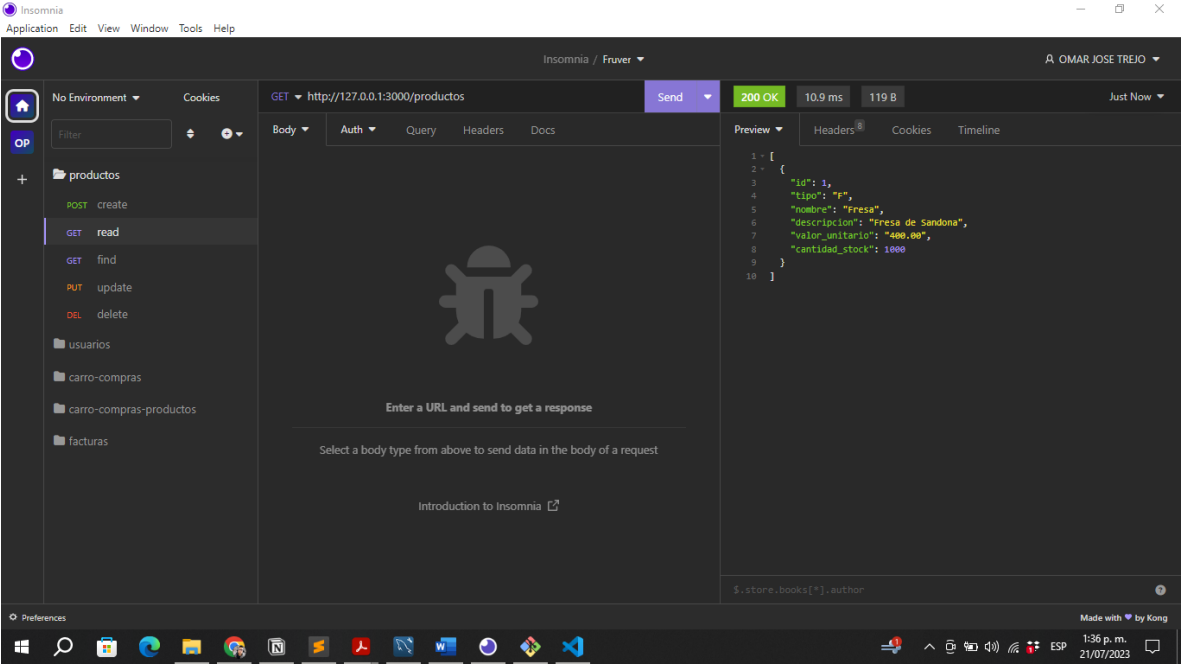 Insomnia
Application Edit View Window Tools Help
Insomnia / Fruver
OMAR JOSE TREJO
No Environment
Cookies
GET http://127.0.0.1:3000/productos
Send
200 OK
10.9 ms
119 B
Just Now
Filter
Body
Auth
Query
Headers
Docs
Preview
Headers 8
Cookies
Timeline
OP
productos
POST create
GET read
GET find
PUT update
DEL delete
usuarios
carro-compras
carro-compras-productos
facturas
Enter a URL and send to get a response
Select a body type from above to send data in the body of a request
Introduction to Insomnia
1 [
2 {
3 "id": 1,
4 "tipo": "F",
5 "nombre": "Fresa",
6 "descripcion": "Fresa de Sandona",
7 "valor_unitario": "400.00",
8 "cantidad_stock": 1000
9 }
10 ]
$.store.books[*].author
Preferences
Made with 💜 by Kong
ESP
1:36 p. m.
21/07/2023